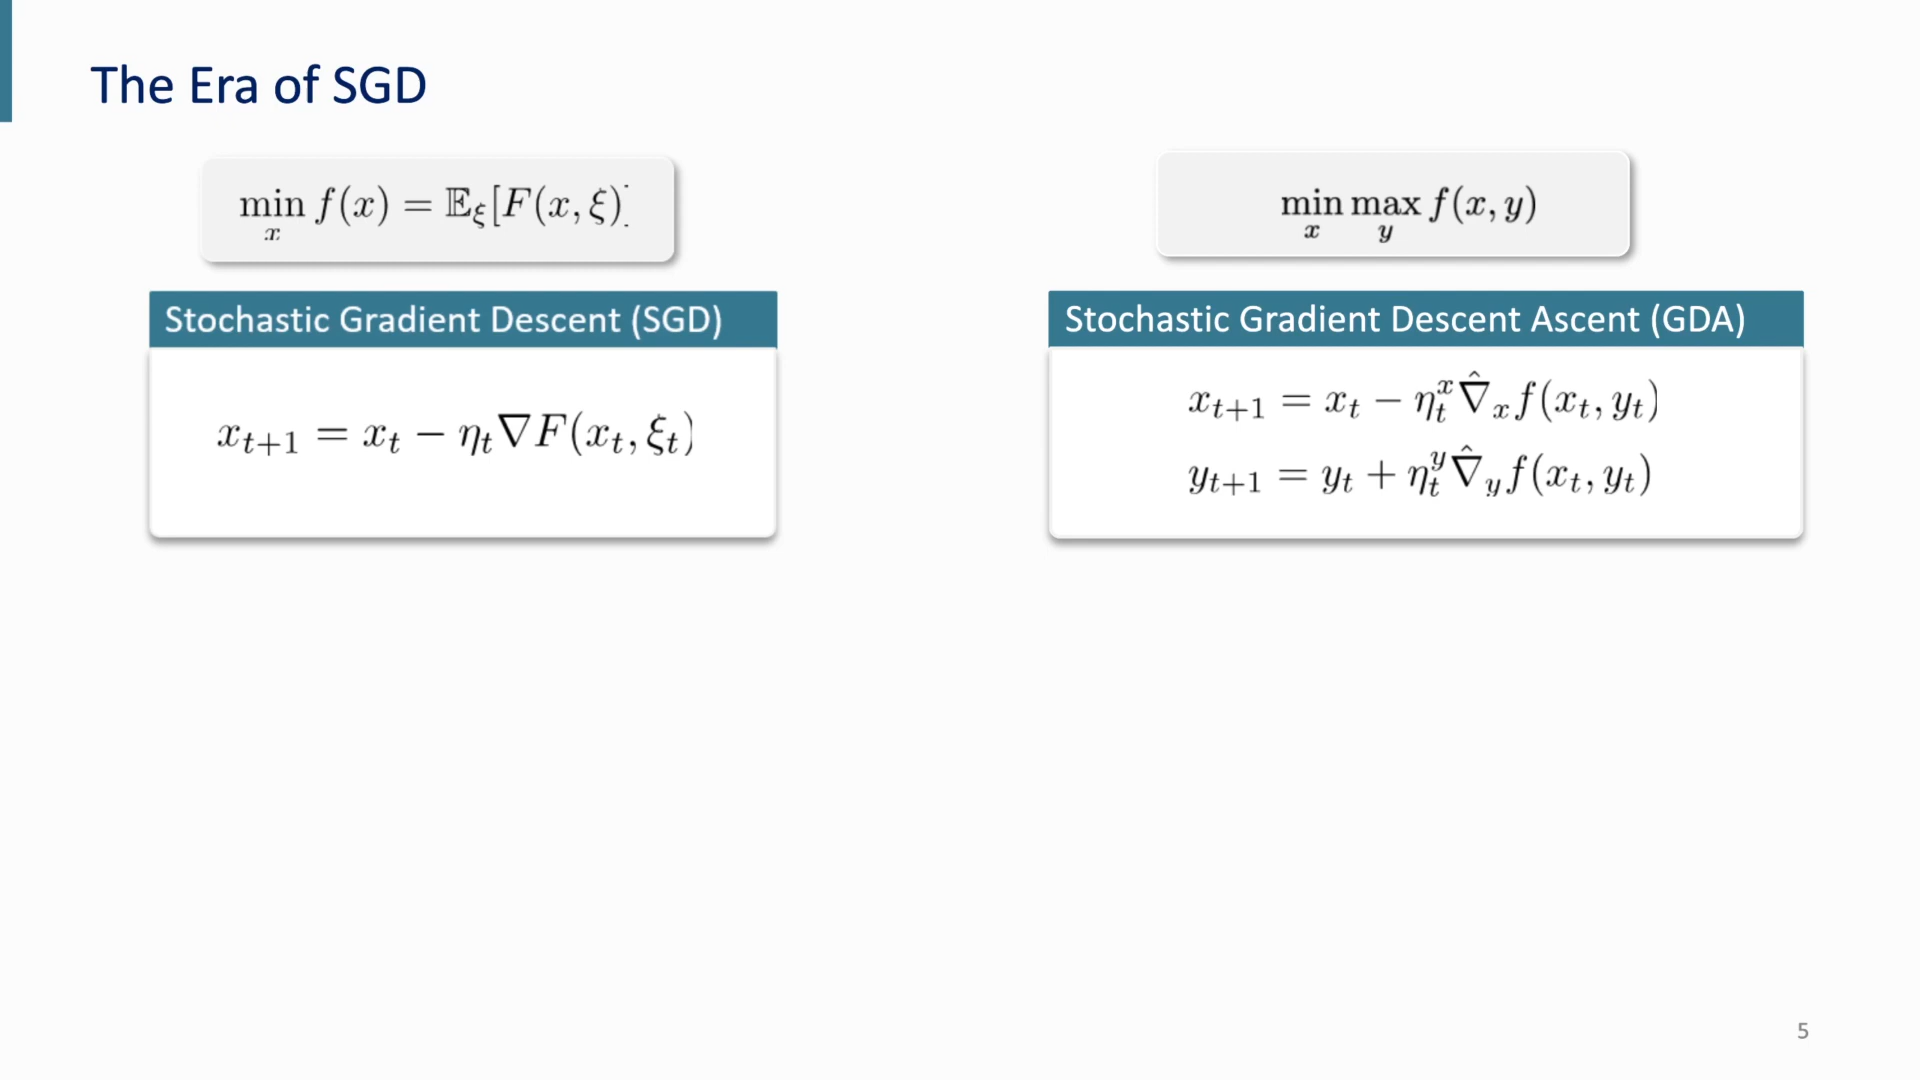 The Era of SGD
min_x f(x) = 𝔼_ξ[F(x, ξ)]
Stochastic Gradient Descent (SGD)
x_{t+1} = x_t − η_t∇F(x_t, ξ_t)
min_x max_y f(x, y)
Stochastic Gradient Descent Ascent (GDA)
x_{t+1} = x_t − η_t^x ∇̂_x f(x_t, y_t)
y_{t+1} = y_t + η_t^y ∇̂_y f(x_t, y_t)
5